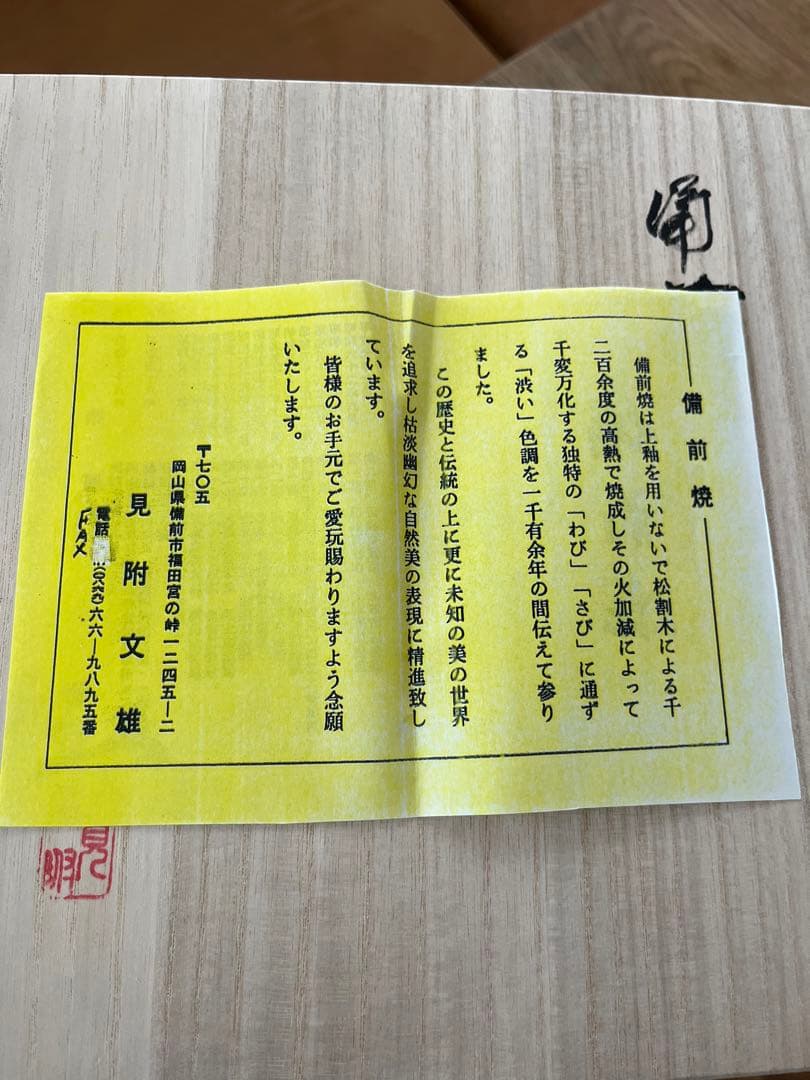 備
備前焼
備前焼は上釉を用いないで松割木による千
二百余度の高熱で焼成しその火加減によって
千変万化する独特の「わび」「さび」に通ず
る「渋い」色調を一千有余年の間伝えて参り
ました。
この歴史と伝統の上に更に未知の美の世界
を追求し枯淡幽幻な自然美の表現に精進致し
ています。
皆様のお手元でご愛玩賜わりますよう念願
いたします。
〒七〇五
岡山県備前市福田宮の峠一二四五―二
見附文雄
電話 六六―九八九五番
FAX
見附